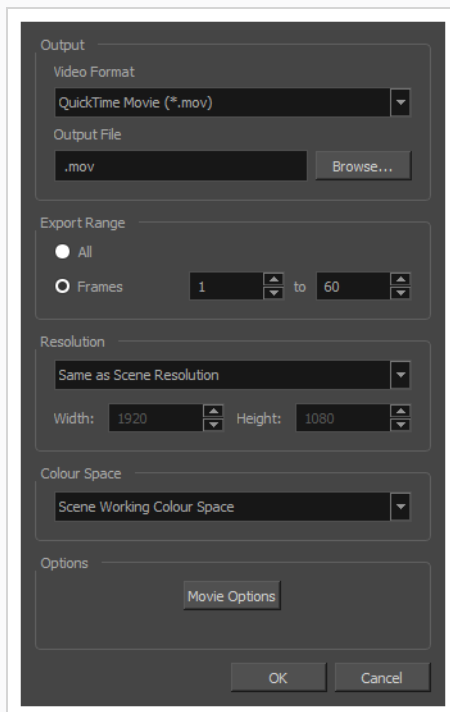 Output
Video Format
QuickTime Movie (*.mov)
Output File
.mov Browse...
Export Range
All
Frames 1 to 60
Resolution
Same as Scene Resolution
Width: 1920 Height: 1080
Colour Space
Scene Working Colour Space
Options
Movie Options
OK Cancel